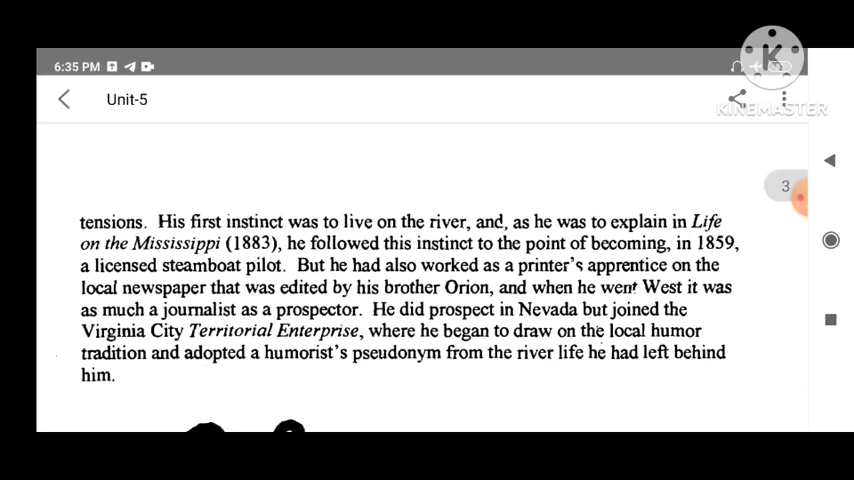 6:35 PM
Unit-5
KINEMASTER
3
tensions. His first instinct was to live on the river, and, as he was to explain in Life
on the Mississippi (1883), he followed this instinct to the point of becoming, in 1859,
a licensed steamboat pilot. But he had also worked as a printer's apprentice on the
local newspaper that was edited by his brother Orion, and when he went West it was
as much a journalist as a prospector. He did prospect in Nevada but joined the
Virginia City Territorial Enterprise, where he began to draw on the local humor
tradition and adopted a humorist's pseudonym from the river life he had left behind
him.